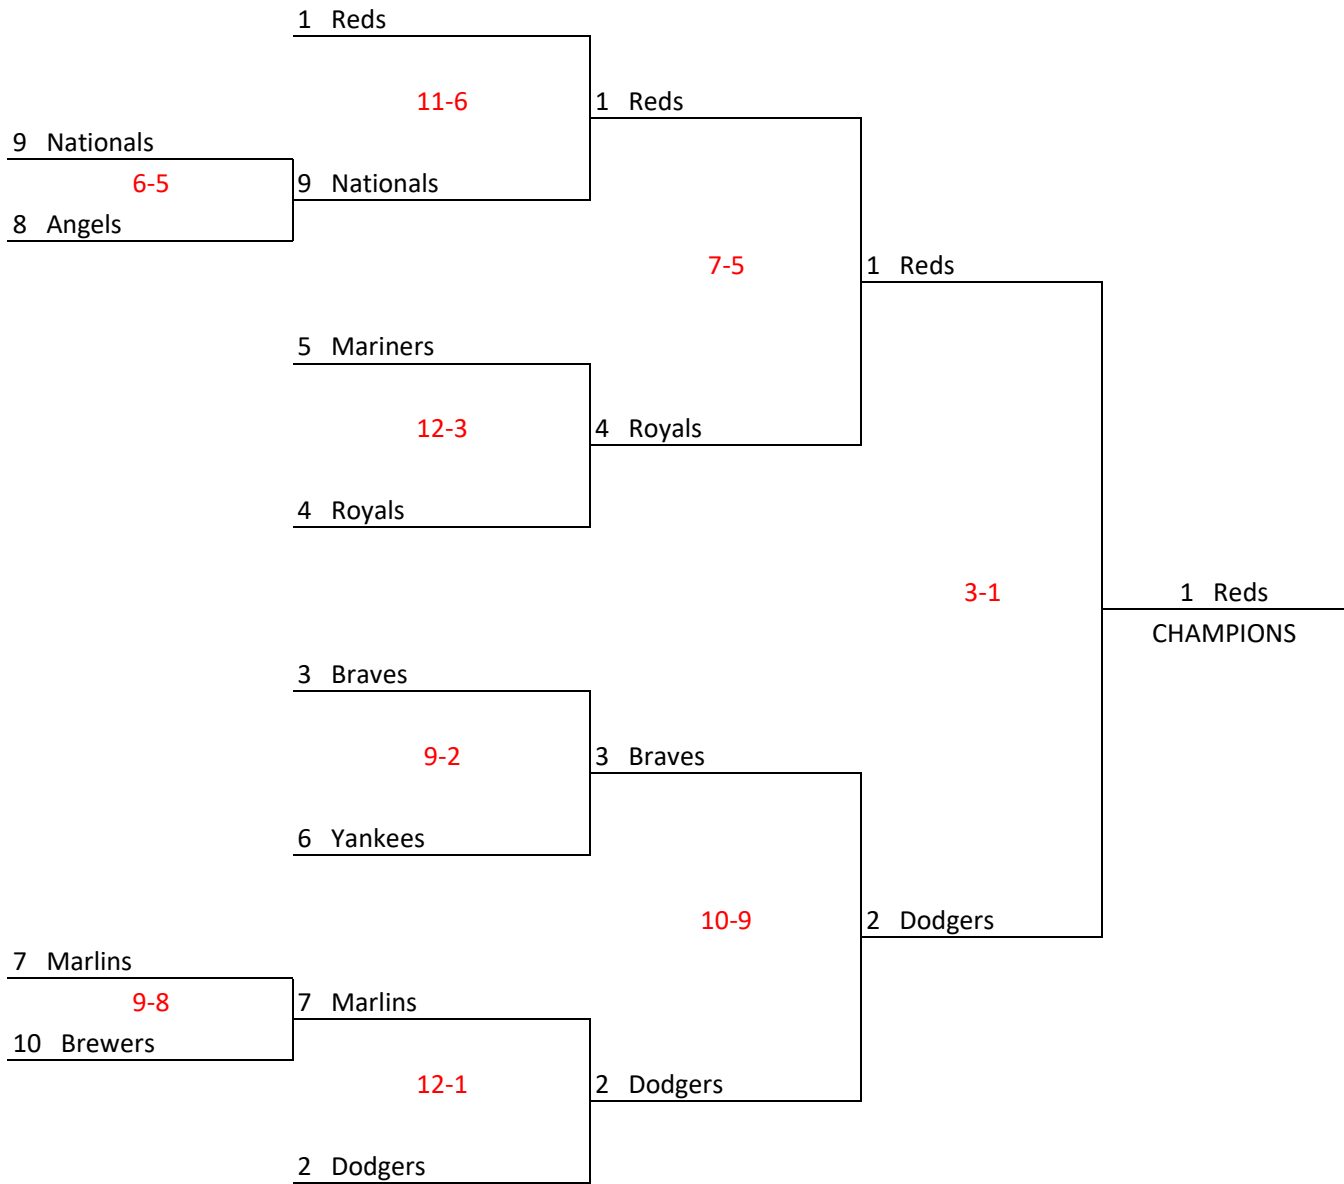 1 Reds
11-6
1 Reds
9 Nationals
6-5
9 Nationals
8 Angels
7-5
1 Reds
5 Mariners
12-3
4 Royals
4 Royals
3-1
1 Reds
CHAMPIONS
3 Braves
9-2
3 Braves
6 Yankees
10-9
2 Dodgers
7 Marlins
9-8
7 Marlins
10 Brewers
12-1
2 Dodgers
2 Dodgers